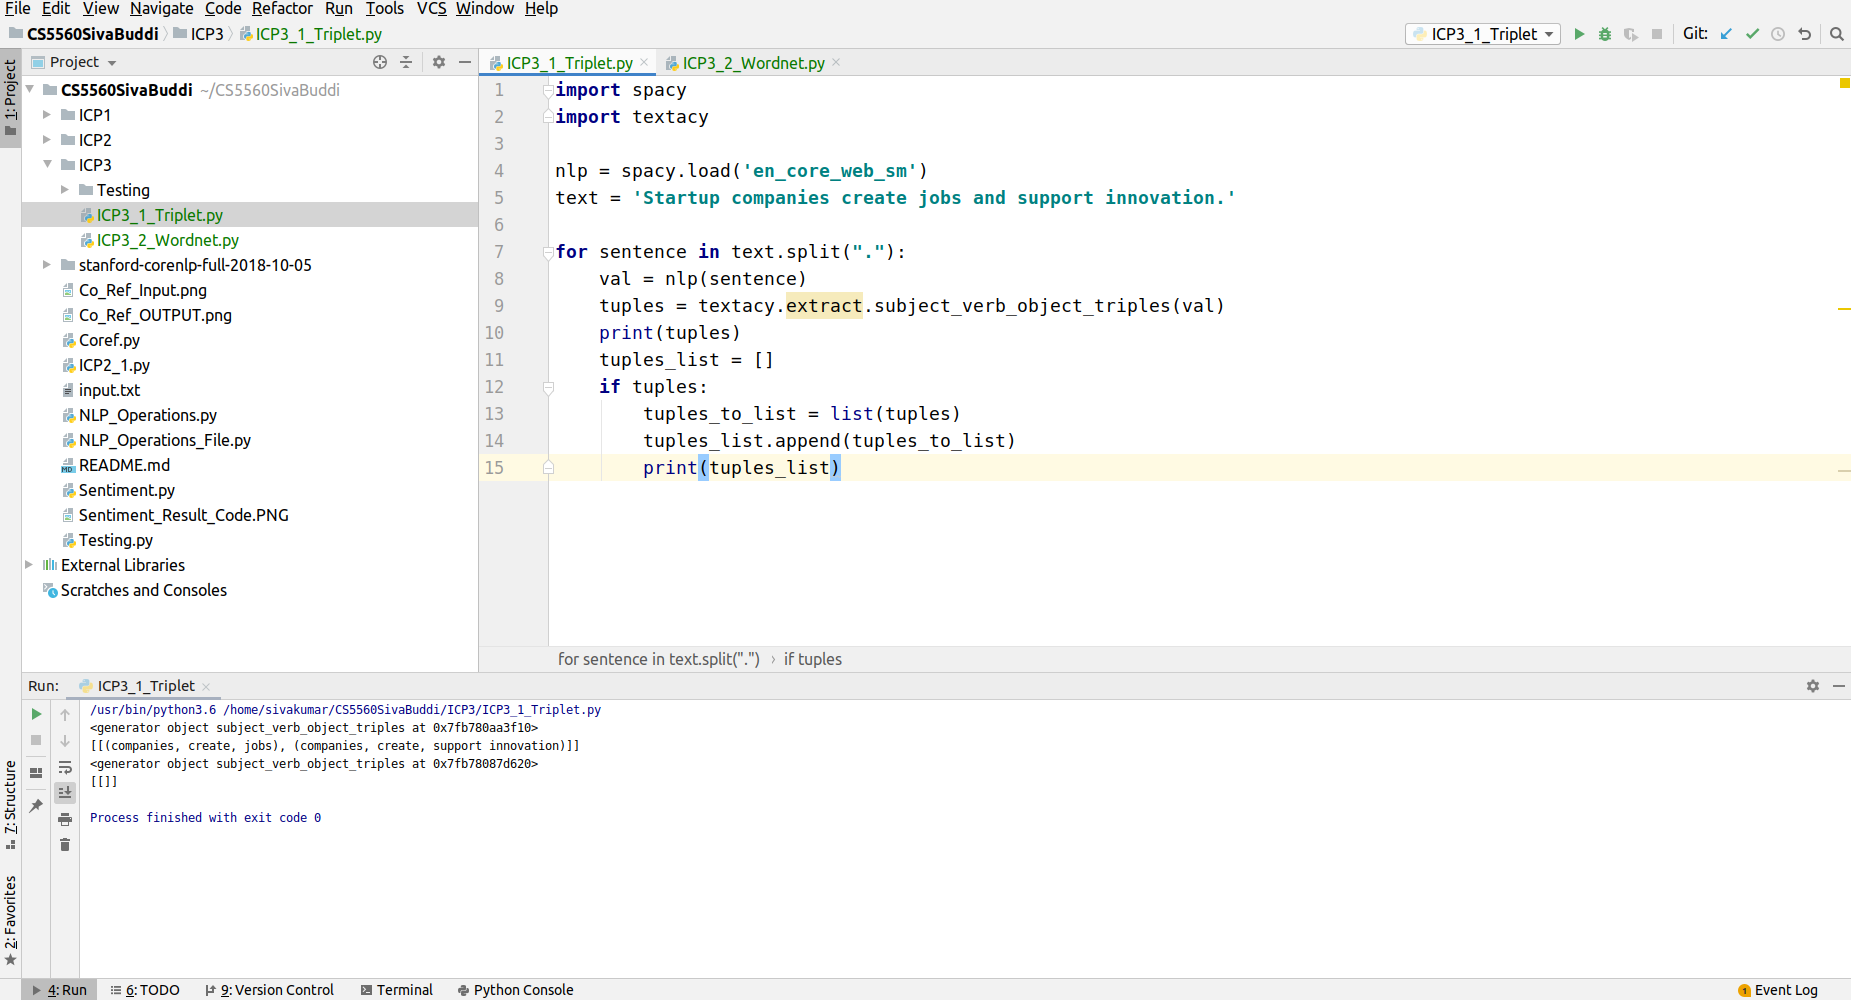 File Edit View Navigate Code Refactor Run Tools VCS Window Help
CS5560SivaBuddi ICP3 ICP3_1_Triplet.py
ICP3_1_Triplet Git:
1: Project
7: Structure
2: Favorites
Project
CS5560SivaBuddi ~/CS5560SivaBuddi
ICP1
ICP2
ICP3
Testing
ICP3_1_Triplet.py
ICP3_2_Wordnet.py
stanford-corenlp-full-2018-10-05
Co_Ref_Input.png
Co_Ref_OUTPUT.png
Coref.py
ICP2_1.py
input.txt
NLP_Operations.py
NLP_Operations_File.py
README.md
Sentiment.py
Sentiment_Result_Code.PNG
Testing.py
External Libraries
Scratches and Consoles
ICP3_1_Triplet.py ICP3_2_Wordnet.py
1 import spacy
2 import textacy
3
4 nlp = spacy.load('en_core_web_sm')
5 text = 'Startup companies create jobs and support innovation.'
6
7 for sentence in text.split("."):
8     val = nlp(sentence)
9     tuples = textacy.extract.subject_verb_object_triples(val)
10     print(tuples)
11     tuples_list = []
12     if tuples:
13         tuples_to_list = list(tuples)
14         tuples_list.append(tuples_to_list)
15         print(tuples_list)
for sentence in text.split(".") › if tuples
Run: ICP3_1_Triplet
/usr/bin/python3.6 /home/sivakumar/CS5560SivaBuddi/ICP3/ICP3_1_Triplet.py
<generator object subject_verb_object_triples at 0x7fb780aa3f10>
[[(companies, create, jobs), (companies, create, support innovation)]]
<generator object subject_verb_object_triples at 0x7fb78087d620>
[[]]
Process finished with exit code 0
4: Run 6: TODO 9: Version Control Terminal Python Console 1 Event Log